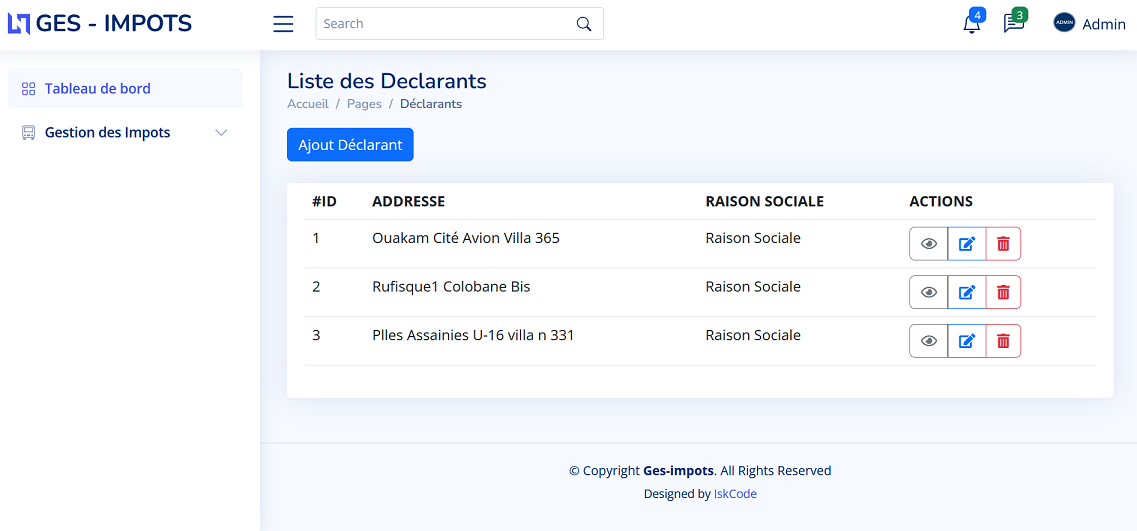 GES - IMPOTS
Search
4
3
ADMIN
Admin
Tableau de bord
Gestion des Impots
Liste des Declarants
Accueil / Pages / Déclarants
Ajout Déclarant
#ID ADDRESSE RAISON SOCIALE ACTIONS
1 Ouakam Cité Avion Villa 365 Raison Sociale
2 Rufisque1 Colobane Bis Raison Sociale
3 Plles Assainies U-16 villa n 331 Raison Sociale
© Copyright Ges-impots. All Rights Reserved
Designed by IskCode